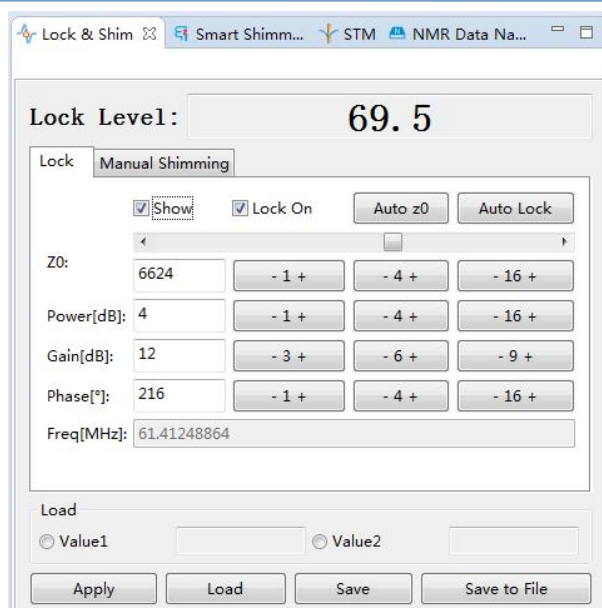 Lock & Shim Smart Shimm... STM NMR Data Na...
Lock Level: 69.5
Lock Manual Shimming
Show Lock On Auto z0 Auto Lock
Z0: 6624 - 1 + - 4 + - 16 +
Power[dB]: 4 - 1 + - 4 + - 16 +
Gain[dB]: 12 - 3 + - 6 + - 9 +
Phase[°]: 216 - 1 + - 4 + - 16 +
Freq[MHz]: 61.41248864
Load
Value1 Value2
Apply Load Save Save to File